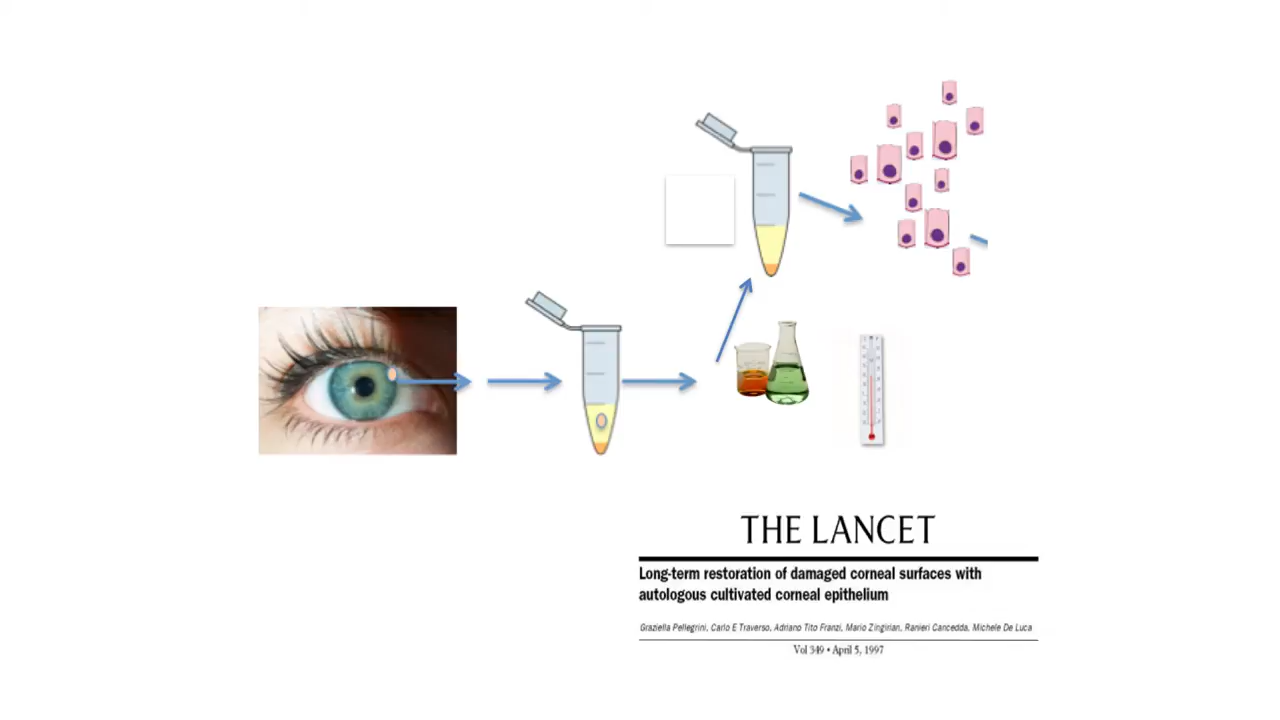 THE LANCET
Long-term restoration of damaged corneal surfaces with
autologous cultivated corneal epithelium
Graziella Pellegrini, Carlo E Traverso, Adriano Tito Franzi, Mario Zingirian, Ranieri Cancedda, Michele De Luca
Vol 349 • April 5, 1997